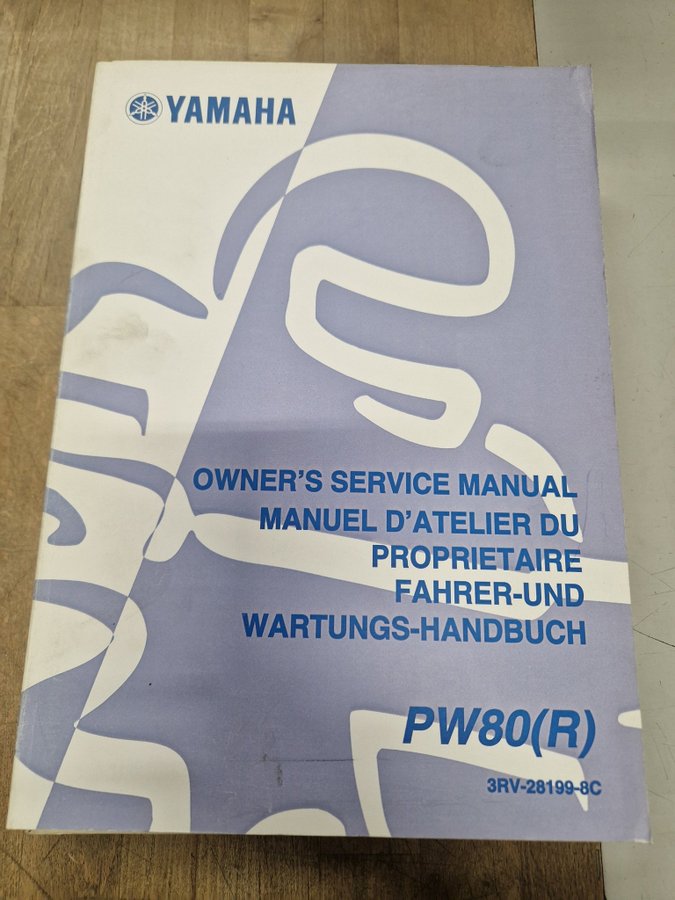 YAMAHA
OWNER'S SERVICE MANUAL
MANUEL D'ATELIER DU
PROPRIETAIRE
FAHRER-UND
WARTUNGS-HANDBUCH
PW80(R)
3RV-28199-8C